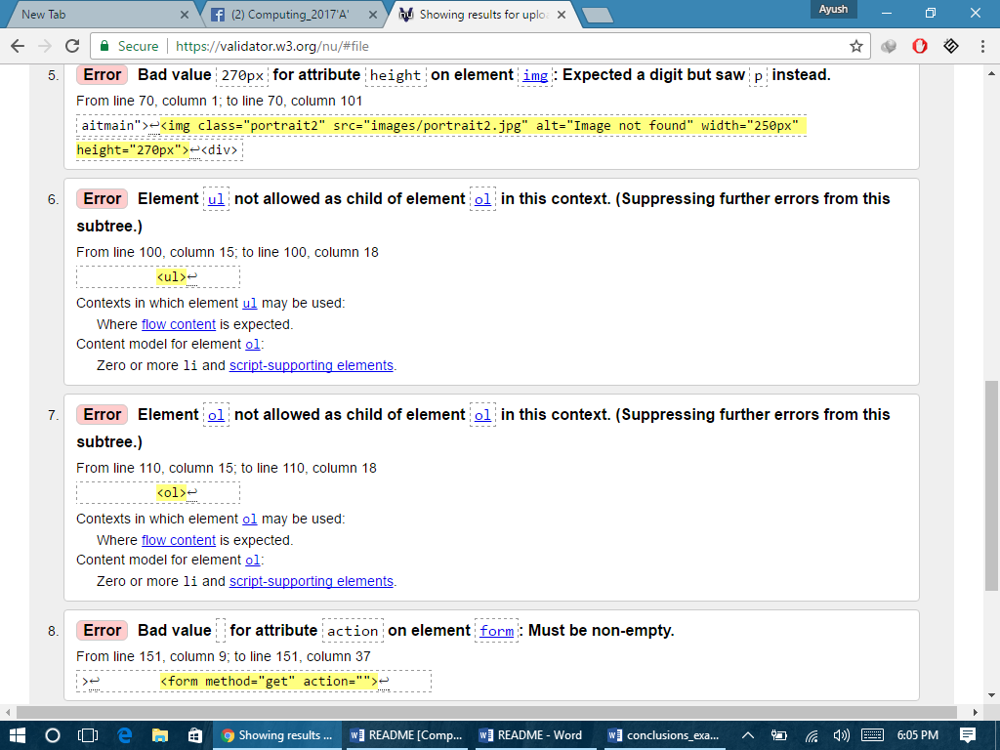 New Tab
(2) Computing_2017'A'
Showing results for uplo
Ayush
Secure
https://validator.w3.org/nu/#file
5. Error Bad value 270px for attribute height on element img: Expected a digit but saw p instead.
From line 70, column 1; to line 70, column 101
aitmain">↩<img class="portrait2" src="images/portrait2.jpg" alt="Image not found" width="250px"
height="270px">↩<div>
6. Error Element ul not allowed as child of element ol in this context. (Suppressing further errors from this
subtree.)
From line 100, column 15; to line 100, column 18
<ul>↩
Contexts in which element ul may be used:
Where flow content is expected.
Content model for element ol:
Zero or more li and script-supporting elements.
7. Error Element ol not allowed as child of element ol in this context. (Suppressing further errors from this
subtree.)
From line 110, column 15; to line 110, column 18
<ol>↩
Contexts in which element ol may be used:
Where flow content is expected.
Content model for element ol:
Zero or more li and script-supporting elements.
8. Error Bad value for attribute action on element form: Must be non-empty.
From line 151, column 9; to line 151, column 37
>↩ <form method="get" action="">↩
Showing results ...
README [Comp...
README - Word
conclusions_exa...
6:05 PM